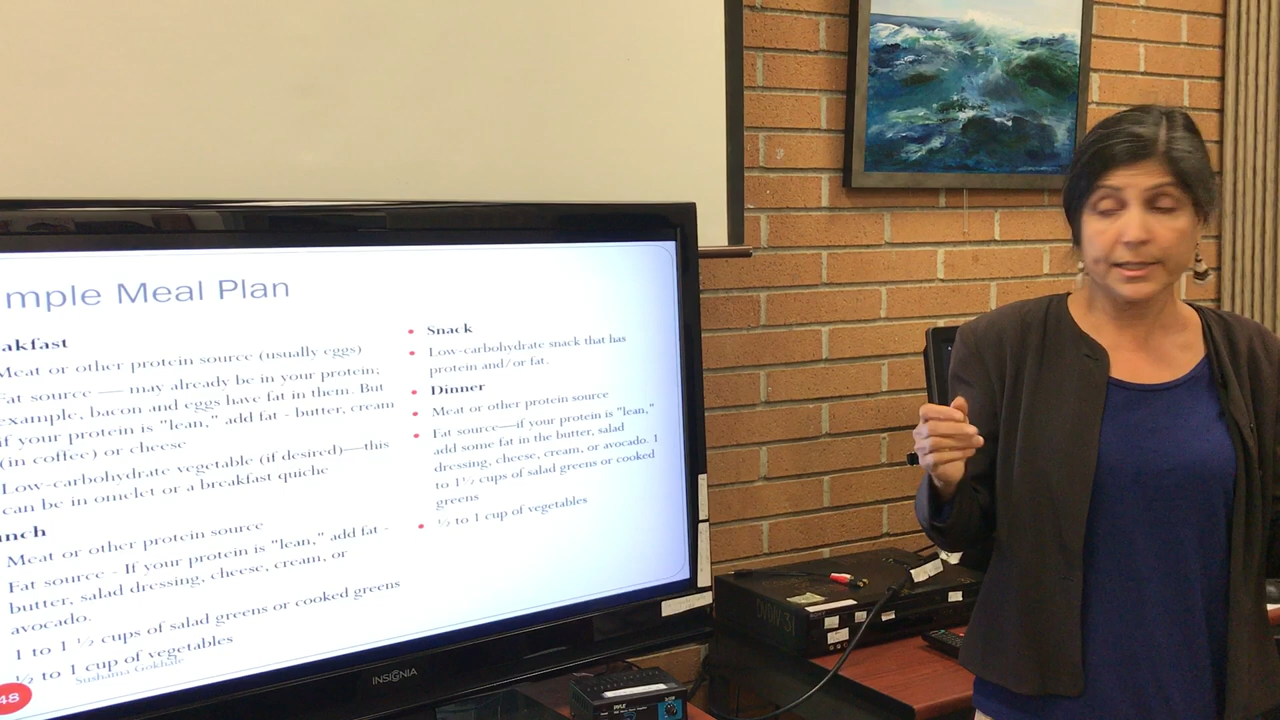 mple Meal Plan
akfast
Meat or other protein source (usually eggs)
Fat source — may already be in your protein;
example, bacon and eggs have fat in them. But
if your protein is "lean," add fat - butter, cream
(in coffee) or cheese
Low-carbohydrate vegetable (if desired)—this
can be in omelet or a breakfast quiche
nch
Meat or other protein source
Fat source - If your protein is "lean," add fat -
butter, salad dressing, cheese, cream, or
avocado.
1 to 1 ½ cups of salad greens or cooked greens
½ to 1 cup of vegetables
Sushama Gokhale
48
• Snack
• Low-carbohydrate snack that has
protein and/or fat.
• Dinner
• Meat or other protein source
• Fat source—if your protein is "lean,"
add some fat in the butter, salad
dressing, cheese, cream, or avocado. 1
to 1½ cups of salad greens or cooked
greens
• ½ to 1 cup of vegetables
INSIGNIA
PYLE
SONY